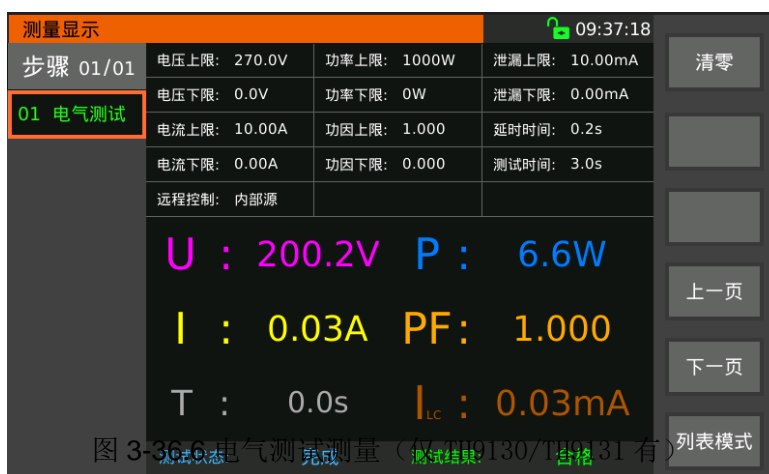 测量显示 09:37:18
步骤 01/01
01 电气测试
电压上限: 270.0V 功率上限: 1000W 泄漏上限: 10.00mA
电压下限: 0.0V 功率下限: 0W 泄漏下限: 0.00mA
电流上限: 10.00A 功因上限: 1.000 延时时间: 0.2s
电流下限: 0.00A 功因下限: 0.000 测试时间: 3.0s
远程控制: 内部源
U : 200.2V P : 6.6W
I : 0.03A PF: 1.000
T : 0.0s ILC : 0.03mA
测试状态: 完成 测试结果: 合格
图 3-36.6 电气测试测量（仅 TH9130/TH9131 有）
清零
上一页
下一页
列表模式